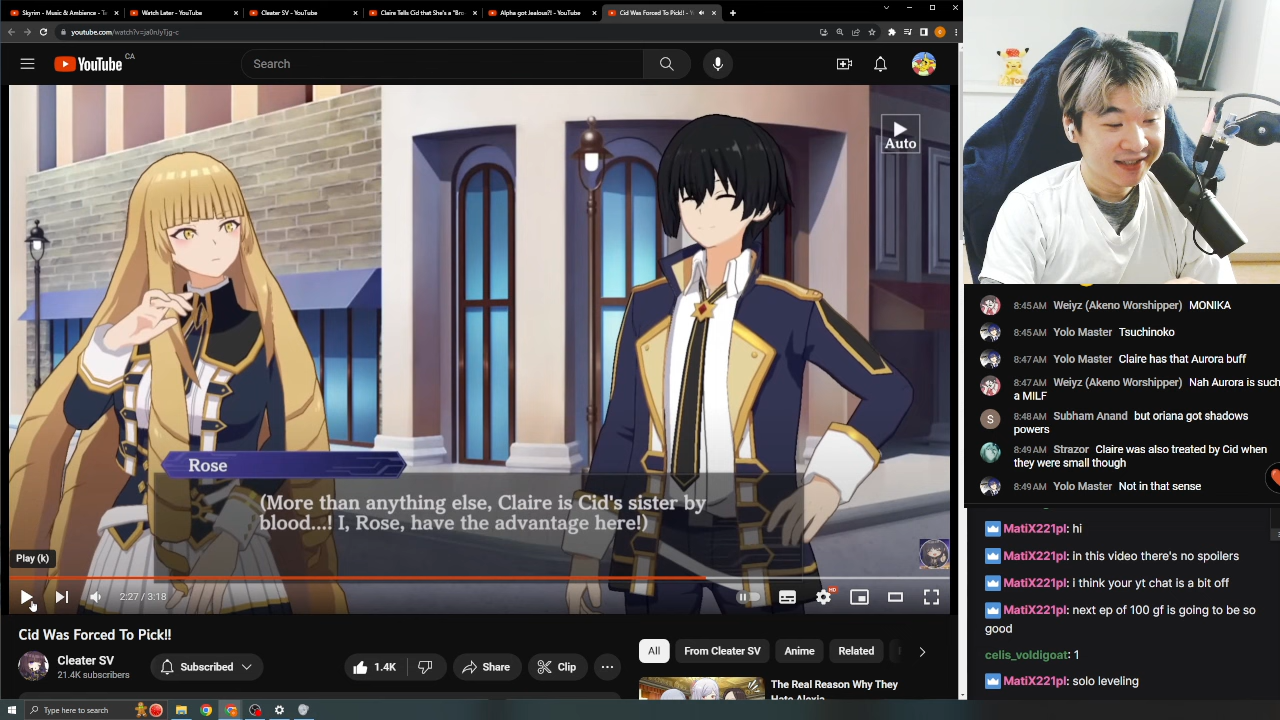 Skyrim - Music & Ambience - T
Watch Later - YouTube
Cleater SV - YouTube
Claire Tells Cid that She's a "Bro
Alpha got Jealous?! - YouTube
Cid Was Forced To Pick!! - Y
YouTube CA
Search
Auto
Rose
(More than anything else, Claire is Cid's sister by
blood...! I, Rose, have the advantage here!)
Play (k)
2:27 / 3:18
HD
Cid Was Forced To Pick!!
Cleater SV
21.4K subscribers
Subscribed
1.4K
Share
Clip
All
From Cleater SV
Anime
Related
The Real Reason Why They
Hate Alexia
Type here to search
8:45 AM Weiyz (Akeno Worshipper) MONIKA
8:45 AM Yolo Master Tsuchinoko
8:47 AM Yolo Master Claire has that Aurora buff
8:47 AM Weiyz (Akeno Worshipper) Nah Aurora is such
a MILF
S
8:48 AM Subham Anand but oriana got shadows
powers
8:49 AM Strazor Claire was also treated by Cid when
they were small though
8:49 AM Yolo Master Not in that sense
MatiX221pl: hi
MatiX221pl: in this video there's no spoilers
MatiX221pl: i think your yt chat is a bit off
MatiX221pl: next ep of 100 gf is going to be so
good
celis_voldigoat: 1
MatiX221pl: solo leveling